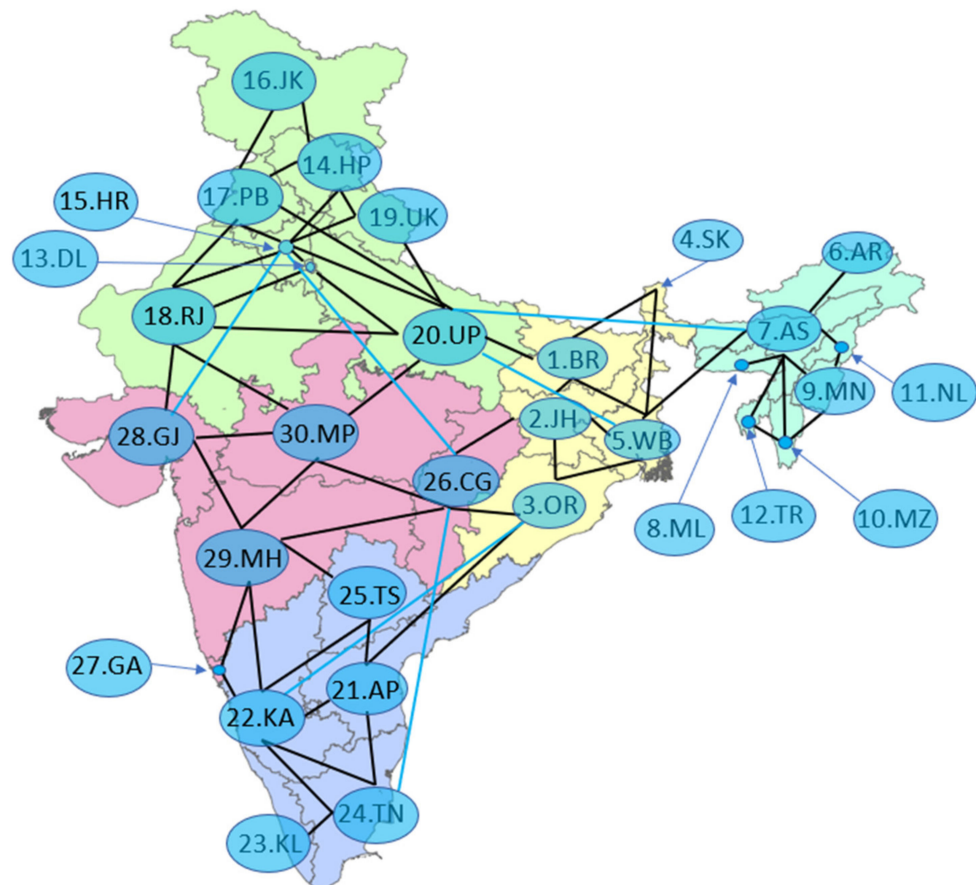 16.JK
14.HP
15.HR
17.PB
19.UK
4.SK
13.DL
6.AR
18.RJ
20.UP
7.AS
1.BR
9.MN
11.NL
28.GJ
30.MP
2.JH
5.WB
26.CG
3.OR
8.ML
12.TR
10.MZ
29.MH
25.TS
27.GA
21.AP
22.KA
24.TN
23.KL